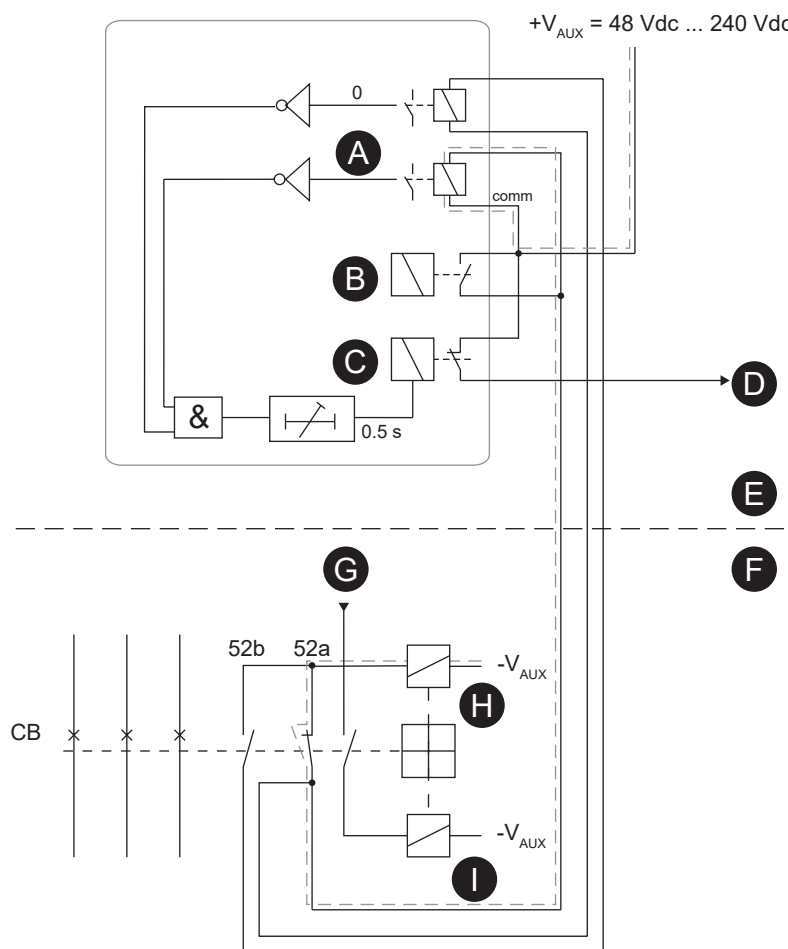 +VAUX = 48 Vdc ... 240 Vdc
0
A
comm
B
C
D
&
0.5 s
E
G
F
52b 52a
-VAUX
H
CB
-VAUX
I